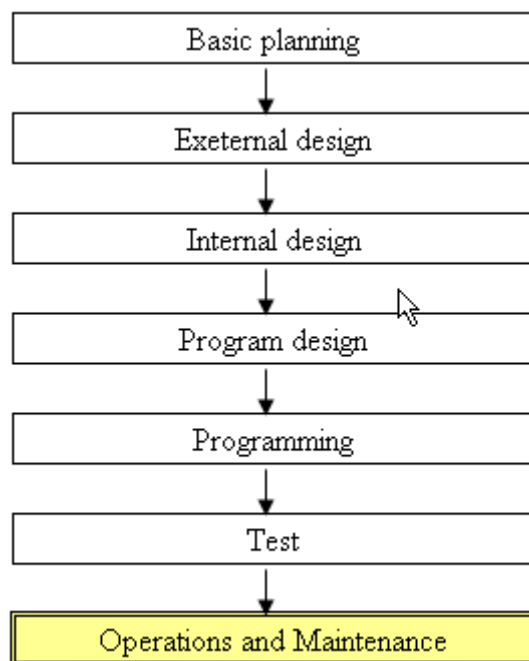 Basic planning
Exeternal design
Internal design
Program design
Programming
Test
Operations and Maintenance